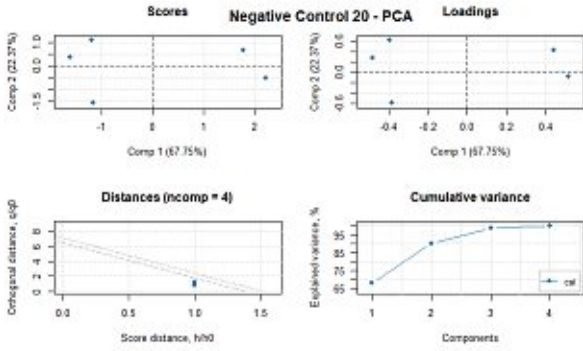 Negative Control 20 - PCA
Scores
Comp 2 (22.37%)
1.0
0.0
-1.5
-1
0
1
2
Comp 1 (67.75%)
Loadings
Comp 2 (22.37%)
0.6
0.0
-0.6
-0.4
0.0
0.4
Comp 1 (67.75%)
Distances (ncomp = 4)
Orthogonal distance, q/q0
8
6
4
2
0
0.0
0.5
1.0
1.5
Score distance, h/h0
Cumulative variance
Explained variance, %
95
85
75
65
cal
1
2
3
4
Components